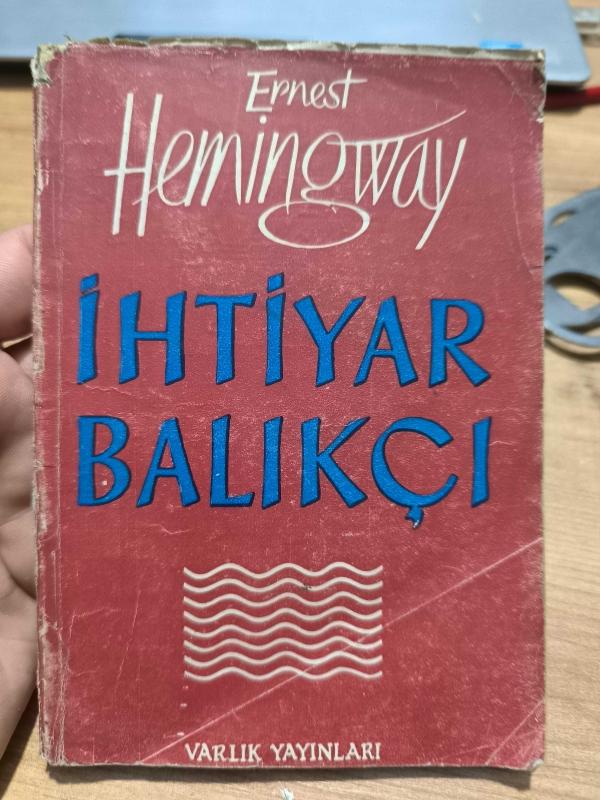 Ernest
Hemingway
İHTİYAR
BALIKÇI
VARLIK YAYINLARI